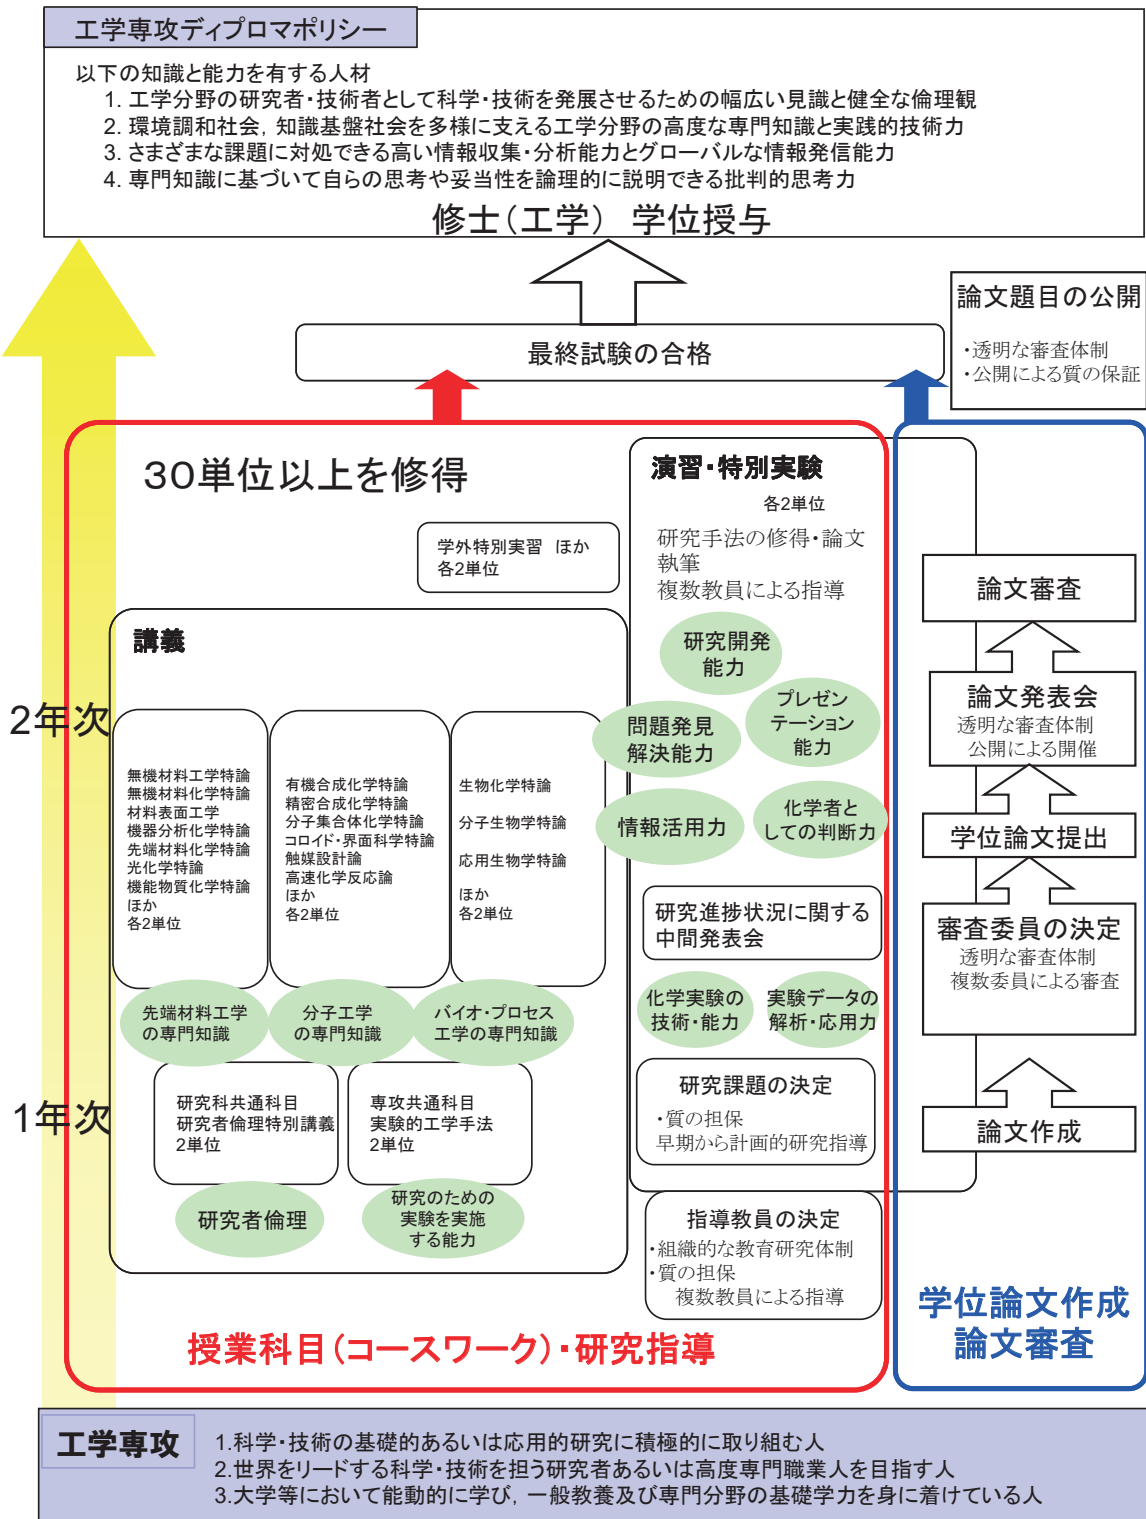 工学専攻ディプロマポリシー
以下の知識と能力を有する人材
1. 工学分野の研究者・技術者として科学・技術を発展させるための幅広い見識と健全な倫理観
2. 環境調和社会，知識基盤社会を多様に支える工学分野の高度な専門知識と実践的技術力
3. さまざまな課題に対処できる高い情報収集・分析能力とグローバルな情報発信能力
4. 専門知識に基づいて自らの思考や妥当性を論理的に説明できる批判的思考力
修士（工学） 学位授与
最終試験の合格
論文題目の公開
・透明な審査体制
・公開による質の保証
30単位以上を修得
学外特別実習 ほか
各2単位
講義
2年次
無機材料工学特論
無機材料化学特論
材料表面工学
機器分析化学特論
先端材料化学特論
光化学特論
機能物質化学特論
ほか
各2単位
有機合成化学特論
精密合成化学特論
分子集合体化学特論
コロイド・界面科学特論
触媒設計論
高速化学反応論
ほか
各2単位
生物化学特論
分子生物学特論
応用生物学特論
ほか
各2単位
先端材料工学
の専門知識
分子工学
の専門知識
バイオ・プロセス
工学の専門知識
1年次
研究科共通科目
研究者倫理特別講義
2単位
専攻共通科目
実験的工学手法
2単位
研究者倫理
研究のための
実験を実施
する能力
演習・特別実験
各2単位
研究手法の修得・論文
執筆
複数教員による指導
研究開発
能力
プレゼン
テーション
能力
問題発見
解決能力
情報活用力
化学者と
しての判断力
研究進捗状況に関する
中間発表会
化学実験の
技術・能力
実験データの
解析・応用力
研究課題の決定
・質の担保
早期から計画的研究指導
指導教員の決定
・組織的な教育研究体制
・質の担保
複数教員による指導
授業科目（コースワーク）・研究指導
論文審査
論文発表会
透明な審査体制
公開による開催
学位論文提出
審査委員の決定
透明な審査体制
複数委員による審査
論文作成
学位論文作成
論文審査
工学専攻
1.科学・技術の基礎的あるいは応用的研究に積極的に取り組む人
2.世界をリードする科学・技術を担う研究者あるいは高度専門職業人を目指す人
3.大学等において能動的に学び，一般教養及び専門分野の基礎学力を身に着けている人